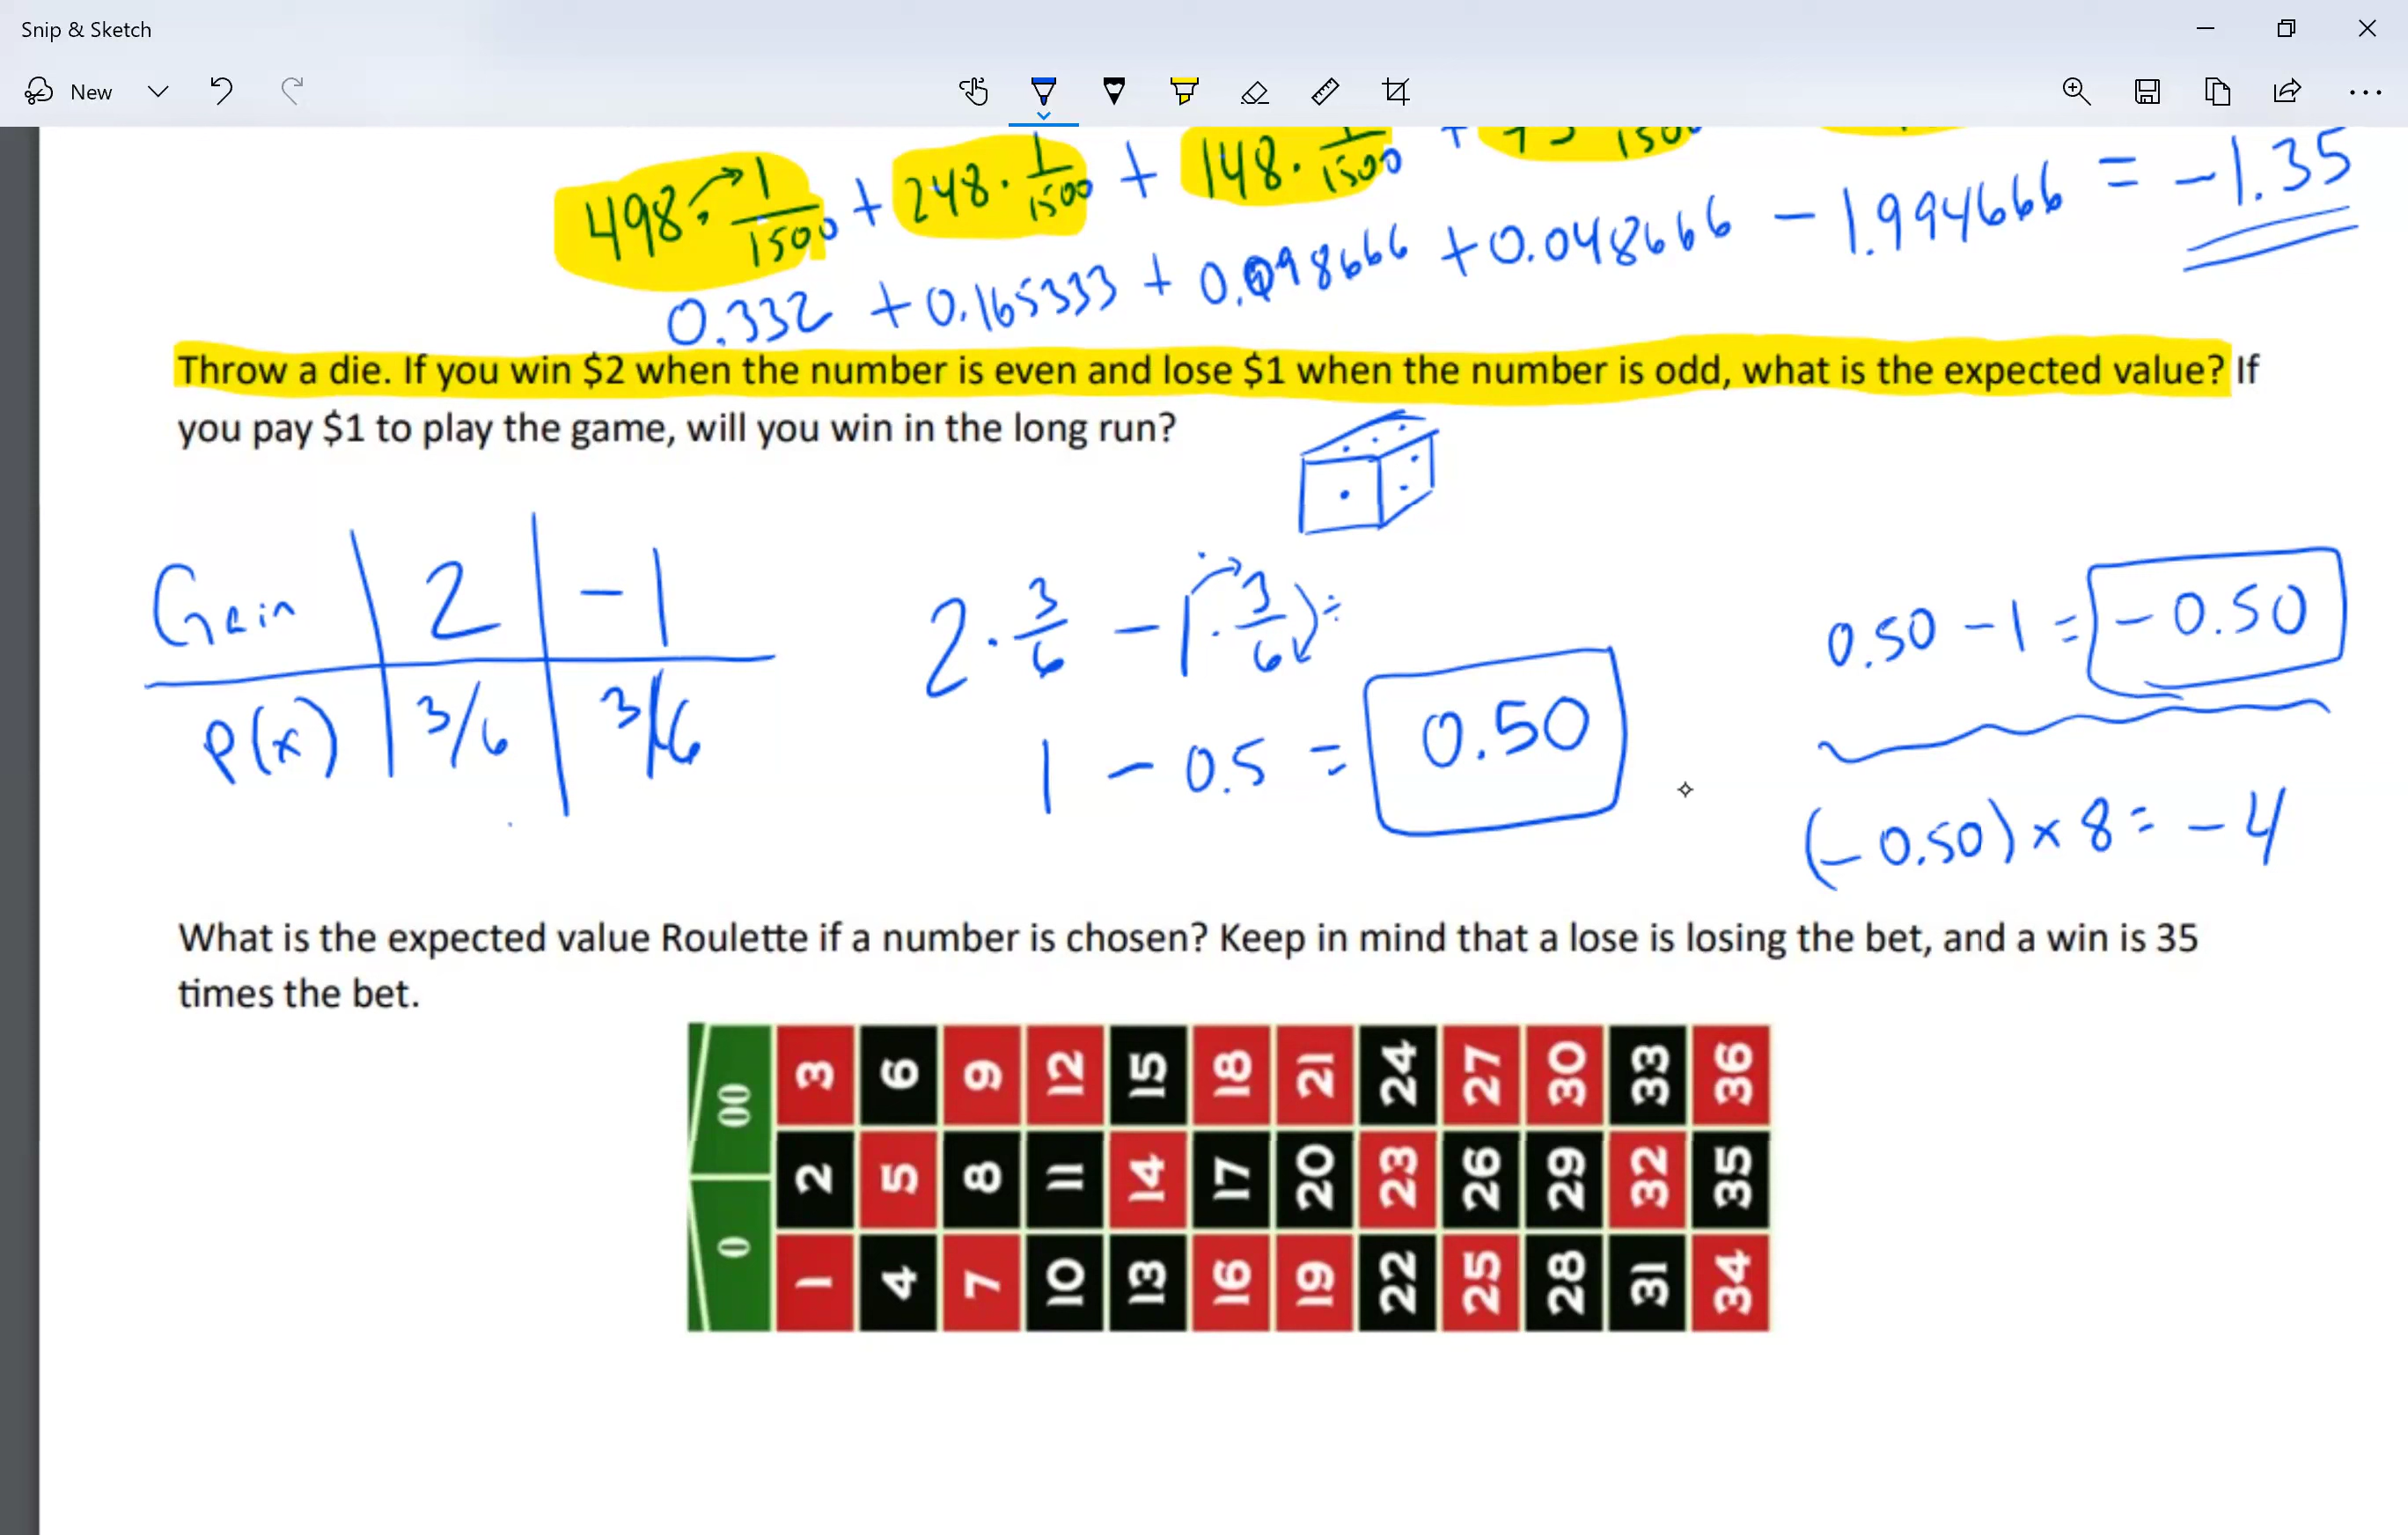 Snip & Sketch
New
498 · 1/1500 + 248 · 1/1500 + 148 · 1/1500 +
0.332 + 0.165333 + 0.098666 + 0.048666 - 1.994666 = -1.35
Throw a die. If you win $2 when the number is even and lose $1 when the number is odd, what is the expected value? If
you pay $1 to play the game, will you win in the long run?
Gain 2 -1
P(x) 3/6 3/6
2 · 3/6 - 1 · 3/6 =
1 - 0.5 = 0.50
0.50 - 1 = -0.50
(-0.50) × 8 = -4
What is the expected value Roulette if a number is chosen? Keep in mind that a lose is losing the bet, and a win is 35
times the bet.
00 3 6 9 12 15 18 21 24 27 30 33 36
2 5 8 11 14 17 20 23 26 29 32 35
0 1 4 7 10 13 16 19 22 25 28 31 34